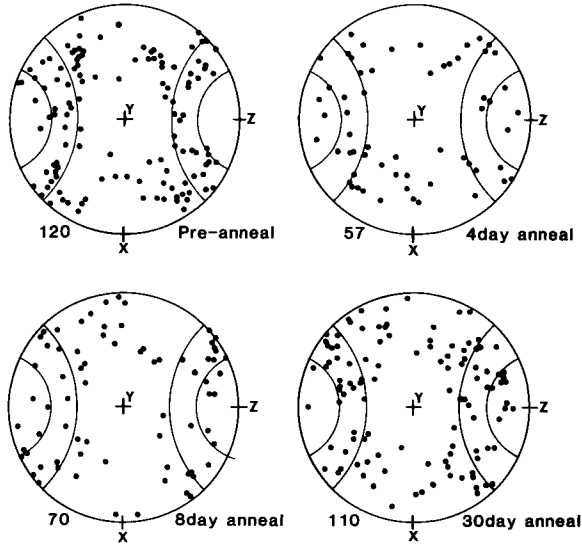 Y
Z
120
X
Pre-anneal
Y
Z
57
X
4day anneal
Y
Z
70
X
8day anneal
Y
Z
110
X
30day anneal